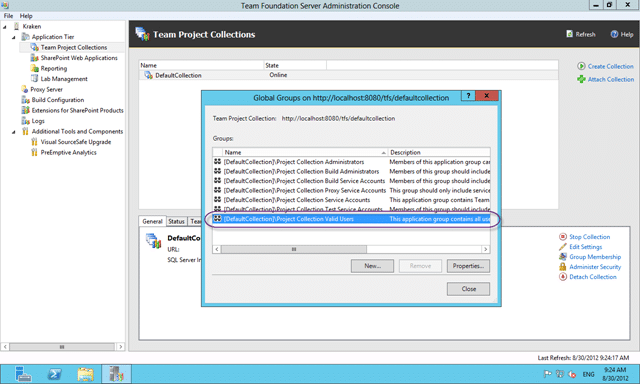 Team Foundation Server Administration Console
File Help
Kraken
Application Tier
Team Project Collections
SharePoint Web Applications
Reporting
Lab Management
Proxy Server
Build Configuration
Extensions for SharePoint Products
Logs
Additional Tools and Components
Visual SourceSafe Upgrade
PreEmptive Analytics
Team Project Collections
Refresh
Help
Name State
DefaultCollection Online
Create Collection
Attach Collection
Global Groups on http://localhost:8080/tfs/defaultcollection
? X
Team Project Collection: http://localhost:8080/tfs/defaultcollection
Groups:
Name Description
[DefaultCollection]\Project Collection Administrators Members of this application group can
[DefaultCollection]\Project Collection Build Administrators Members of this group should include
[DefaultCollection]\Project Collection Build Service Accounts Members of this group should include
[DefaultCollection]\Project Collection Proxy Service Accounts This group should only include service
[DefaultCollection]\Project Collection Service Accounts This application group contains Team
[DefaultCollection]\Project Collection Test Service Accounts Members of this group should include
[DefaultCollection]\Project Collection Valid Users This application group contains all use
New... Remove Properties...
Close
General Status Tea
DefaultCo
URL:
SQL Server In
Stop Collection
Edit Settings
Group Membership
Administer Security
Detach Collection
Last Refresh: 8/30/2012 9:24:17 AM
ENG
9:24 AM
8/30/2012